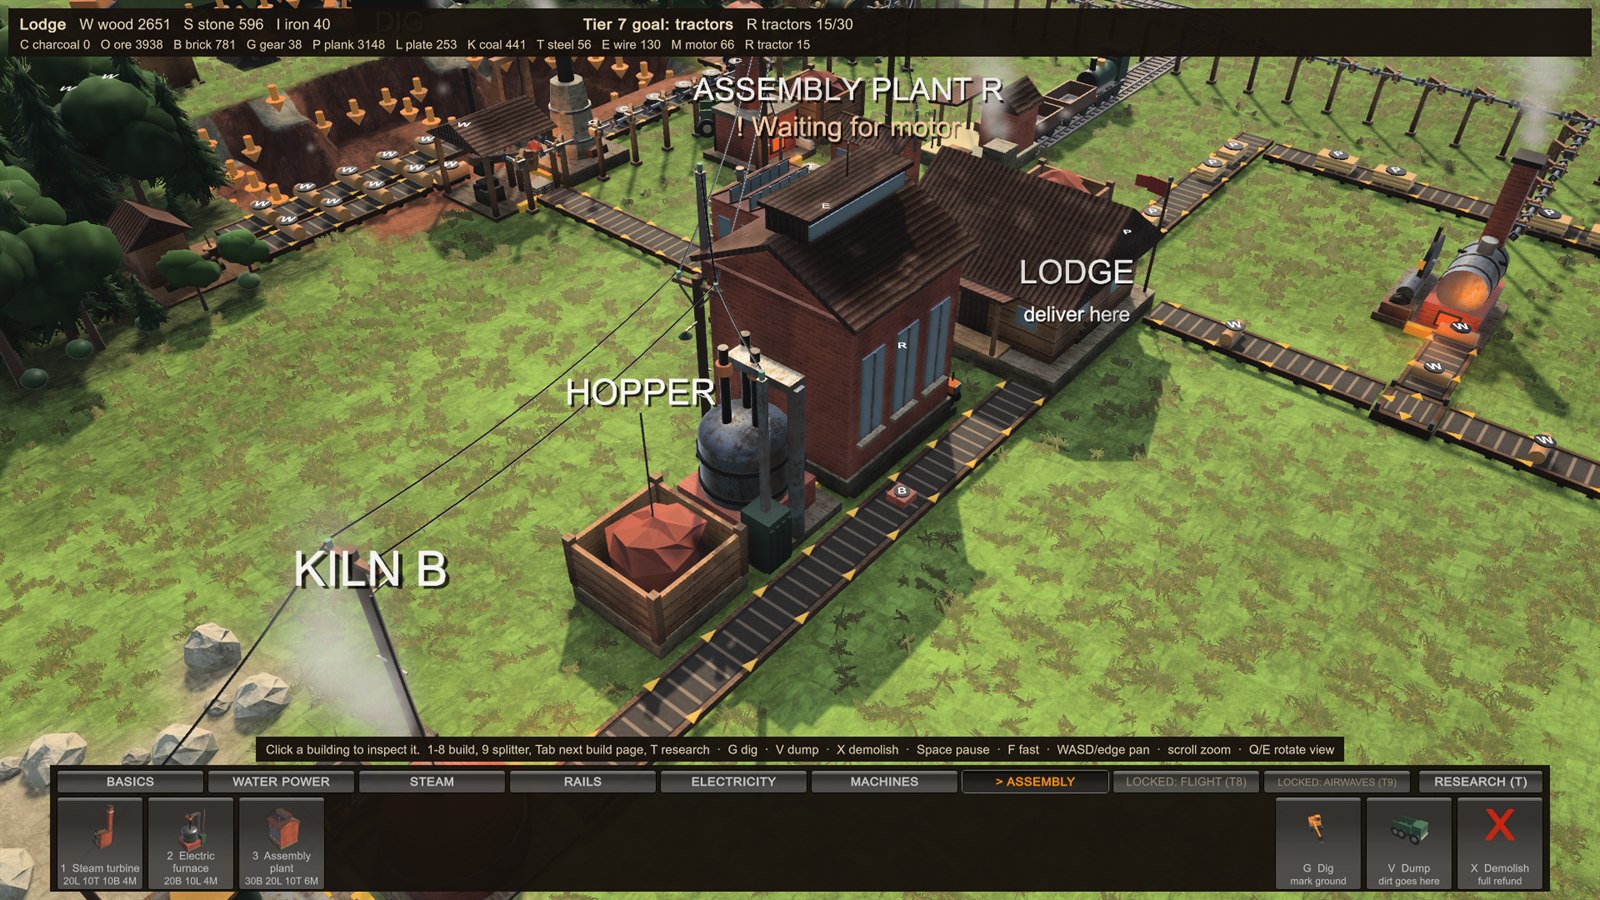 Lodge W wood 2651 S stone 596 I iron 40
Tier 7 goal: tractors R tractors 15/30
C charcoal 0 O ore 3938 B brick 781 G gear 38 P plank 3148 L plate 253 K coal 441 T steel 56 E wire 130 M motor 66 R tractor 15
DIG
ASSEMBLY PLANT R
! Waiting for motor
LODGE
deliver here
HOPPER
KILN B
Click a building to inspect it. 1-8 build, 9 splitter, Tab next build page, T research · G dig · V dump · X demolish · Space pause · F fast · WASD/edge pan · scroll zoom · Q/E rotate view
BASICS
WATER POWER
STEAM
RAILS
ELECTRICITY
MACHINES
> ASSEMBLY
LOCKED: FLIGHT (T8)
LOCKED: AIRWAVES (T9)
RESEARCH (T)
1 Steam turbine
20L 10T 10B 4M
2 Electric
furnace
20B 10L 4M
3 Assembly
plant
30B 20L 10T 6M
G Dig
mark ground
V Dump
dirt goes here
X Demolish
full refund